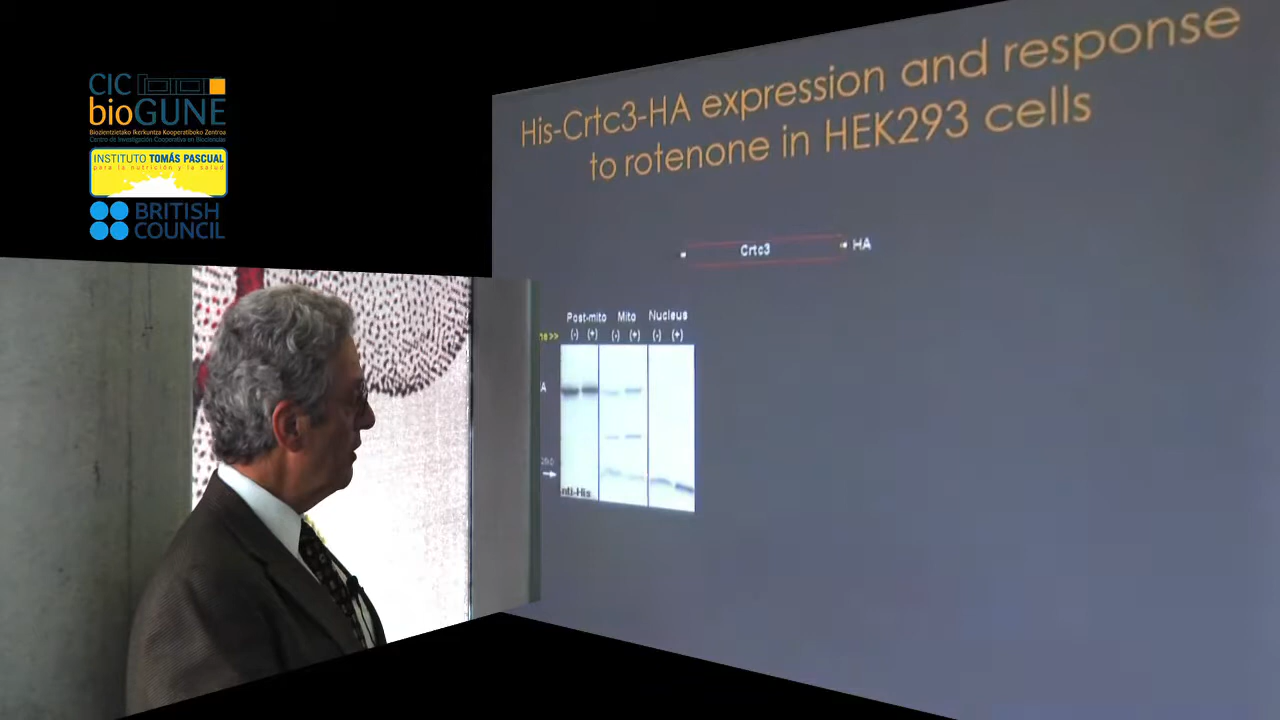 CIC
bioGUNE
Biozientzietako Ikerkuntza Kooperatiboko Zentroa
Centro de Investigación Cooperativa en Biociencias
INSTITUTO TOMÁS PASCUAL
para la nutrición y la salud
BRITISH
COUNCIL
His-Crtc3-HA expression and response
to rotenone in HEK293 cells
Crtc3 HA
Post-mito Mito Nucleus
(-) (+) (-) (+) (-) (+)
A
nti-His